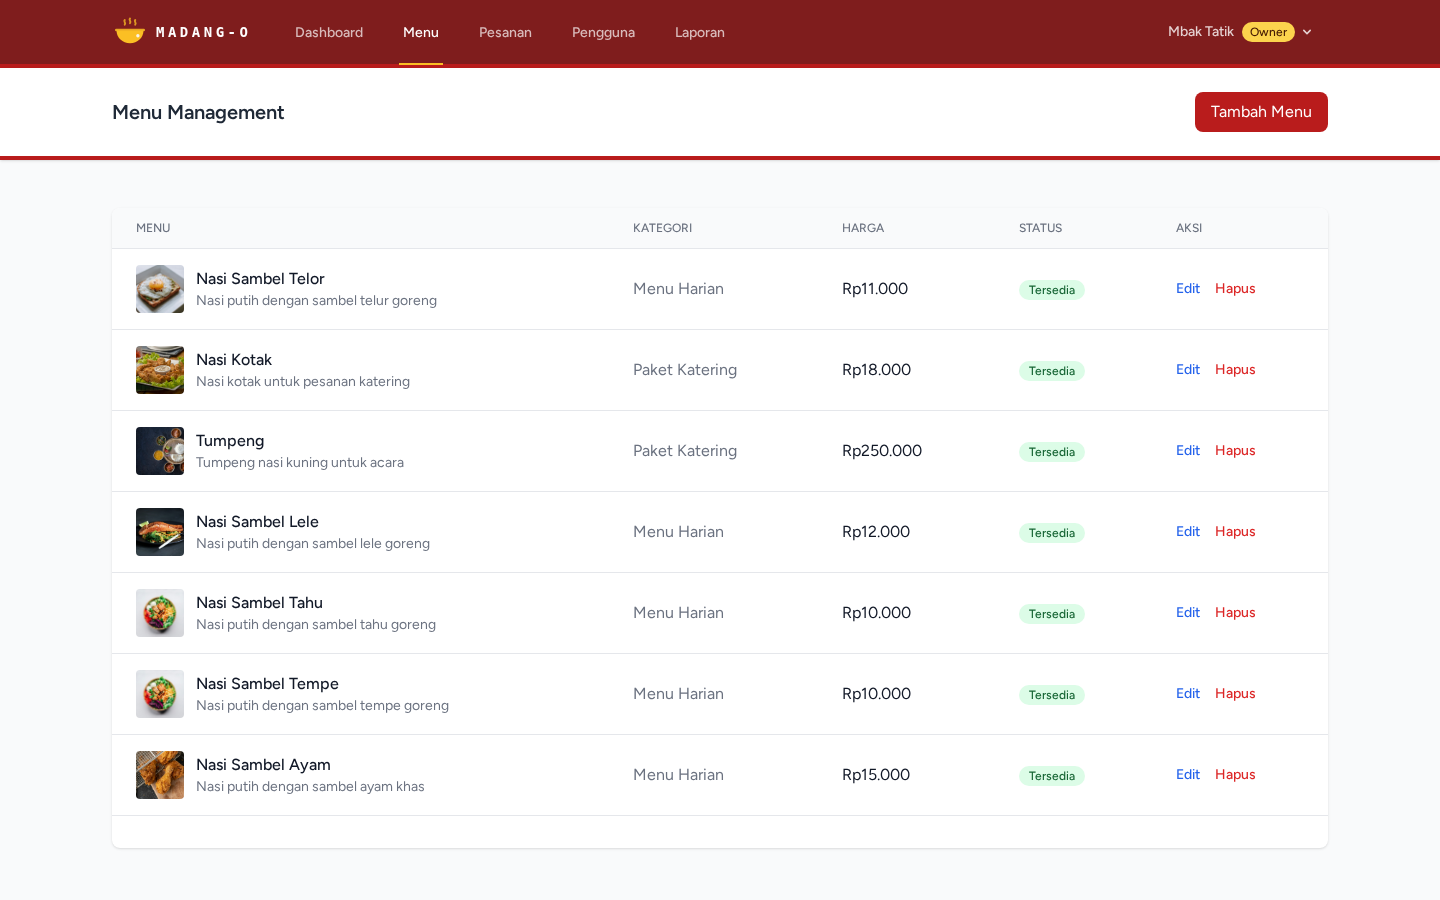 MADANG-O Dashboard Menu Pesanan Pengguna Laporan Mbak Tatik Owner
Menu Management Tambah Menu
MENU KATEGORI HARGA STATUS AKSI
Nasi Sambel Telor
Nasi putih dengan sambel telur goreng
Menu Harian Rp11.000 Tersedia Edit Hapus
Nasi Kotak
Nasi kotak untuk pesanan katering
Paket Katering Rp18.000 Tersedia Edit Hapus
Tumpeng
Tumpeng nasi kuning untuk acara
Paket Katering Rp250.000 Tersedia Edit Hapus
Nasi Sambel Lele
Nasi putih dengan sambel lele goreng
Menu Harian Rp12.000 Tersedia Edit Hapus
Nasi Sambel Tahu
Nasi putih dengan sambel tahu goreng
Menu Harian Rp10.000 Tersedia Edit Hapus
Nasi Sambel Tempe
Nasi putih dengan sambel tempe goreng
Menu Harian Rp10.000 Tersedia Edit Hapus
Nasi Sambel Ayam
Nasi putih dengan sambel ayam khas
Menu Harian Rp15.000 Tersedia Edit Hapus